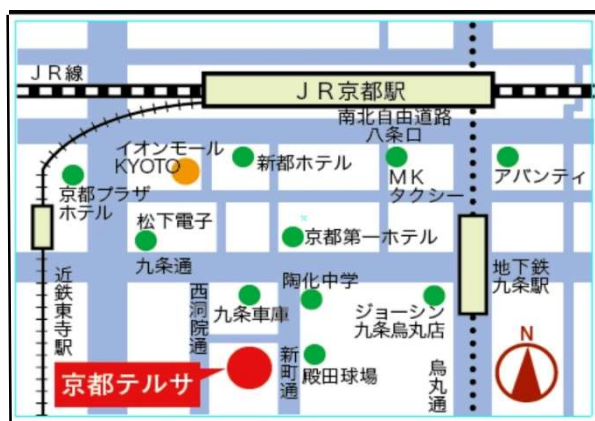 JR線
JR京都駅
南北自由道路
八条口
イオンモール
KYOTO
新都ホテル
MK
タクシー
アバンティ
京都プラザ
ホテル
松下電子
京都第一ホテル
九条通
地下鉄
九条駅
近鉄東寺駅
西洞院通
九条車庫
陶化中学
ジョーシン
九条烏丸店
新町通
殿田球場
烏丸通
N
京都テルサ